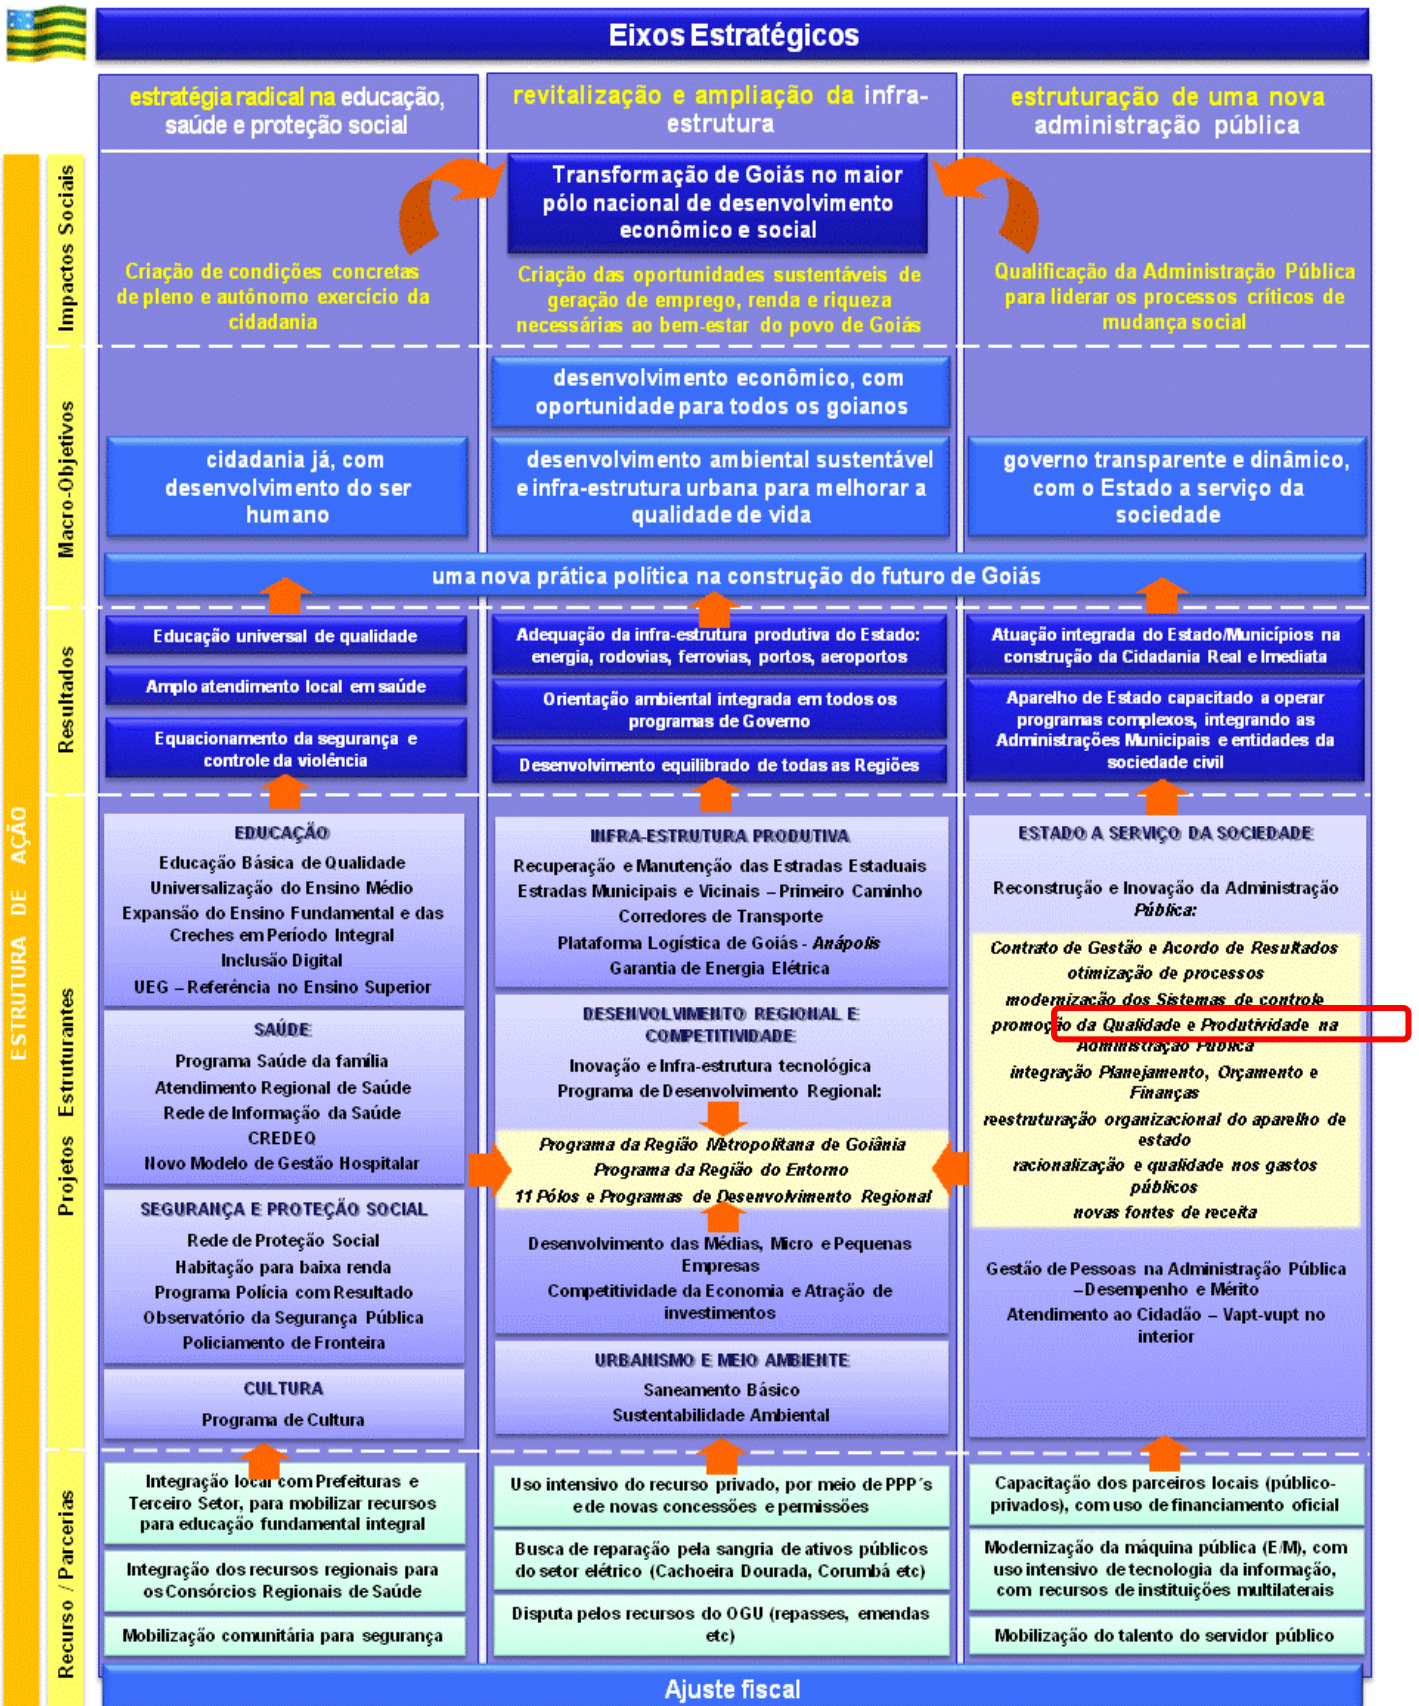 Eixos Estratégicos
estratégia radical na educação,
saúde e proteção social
revitalização e ampliação da infra-
estrutura
estruturação de uma nova
administração pública
ESTRUTURA DE AÇÃO
Impactos Sociais
Transformação de Goiás no maior
pólo nacional de desenvolvimento
econômico e social
Criação de condições concretas
de pleno e autônomo exercício da
cidadania
Criação das oportunidades sustentáveis de
geração de emprego, renda e riqueza
necessárias ao bem-estar do povo de Goiás
Qualificação da Administração Pública
para liderar os processos críticos de
mudança social
Macro-Objetivos
desenvolvimento econômico, com
oportunidade para todos os goianos
cidadania já, com
desenvolvimento do ser
humano
desenvolvimento ambiental sustentável
e infra-estrutura urbana para melhorar a
qualidade de vida
governo transparente e dinâmico,
com o Estado a serviço da
sociedade
uma nova prática política na construção do futuro de Goiás
Resultados
Educação universal de qualidade
Amplo atendimento local em saúde
Equacionamento da segurança e
controle da violência
Adequação da infra-estrutura produtiva do Estado:
energia, rodovias, ferrovias, portos, aeroportos
Orientação ambiental integrada em todos os
programas de Governo
Desenvolvimento equilibrado de todas as Regiões
Atuação integrada do Estado/Municípios na
construção da Cidadania Real e Imediata
Aparelho de Estado capacitado a operar
programas complexos, integrando as
Administrações Municipais e entidades da
sociedade civil
Projetos Estruturantes
EDUCAÇÃO
Educação Básica de Qualidade
Universalização do Ensino Médio
Expansão do Ensino Fundamental e das
Creches em Período Integral
Inclusão Digital
UEG – Referência no Ensino Superior
SAÚDE
Programa Saúde da família
Atendimento Regional de Saúde
Rede de Informação da Saúde
CREDEQ
Novo Modelo de Gestão Hospitalar
SEGURANÇA E PROTEÇÃO SOCIAL
Rede de Proteção Social
Habitação para baixa renda
Programa Polícia com Resultado
Observatório da Segurança Pública
Policiamento de Fronteira
CULTURA
Programa de Cultura
INFRA-ESTRUTURA PRODUTIVA
Recuperação e Manutenção das Estradas Estaduais
Estradas Municipais e Vicinais – Primeiro Caminho
Corredores de Transporte
Plataforma Logística de Goiás - Anápolis
Garantia de Energia Elétrica
DESENVOLVIMENTO REGIONAL E
COMPETITIVIDADE
Inovação e Infra-estrutura tecnológica
Programa de Desenvolvimento Regional:
Programa da Região Metropolitana de Goiânia
Programa da Região do Entorno
11 Pólos e Programas de Desenvolvimento Regional
Desenvolvimento das Médias, Micro e Pequenas
Empresas
Competitividade da Economia e Atração de
investimentos
URBANISMO E MEIO AMBIENTE
Saneamento Básico
Sustentabilidade Ambiental
ESTADO A SERVIÇO DA SOCIEDADE
Reconstrução e Inovação da Administração
Pública:
Contrato de Gestão e Acordo de Resultados
otimização de processos
modernização dos Sistemas de controle
promoção da Qualidade e Produtividade na
Administração Pública
integração Planejamento, Orçamento e
Finanças
reestruturação organizacional do aparelho de
estado
racionalização e qualidade nos gastos
públicos
novas fontes de receita
Gestão de Pessoas na Administração Pública
– Desempenho e Mérito
Atendimento ao Cidadão – Vapt-vupt no
interior
Recurso / Parcerias
Integração local com Prefeituras e
Terceiro Setor, para mobilizar recursos
para educação fundamental integral
Integração dos recursos regionais para
os Consórcios Regionais de Saúde
Mobilização comunitária para segurança
Uso intensivo do recurso privado, por meio de PPP´s
e de novas concessões e permissões
Busca de reparação pela sangria de ativos públicos
do setor elétrico (Cachoeira Dourada, Corumbá etc)
Disputa pelos recursos do OGU (repasses, emendas
etc)
Capacitação dos parceiros locais (público-
privados), com uso de financiamento oficial
Modernização da máquina pública (E/M), com
uso intensivo de tecnologia da informação,
com recursos de instituições multilaterais
Mobilização do talento do servidor público
Ajuste fiscal